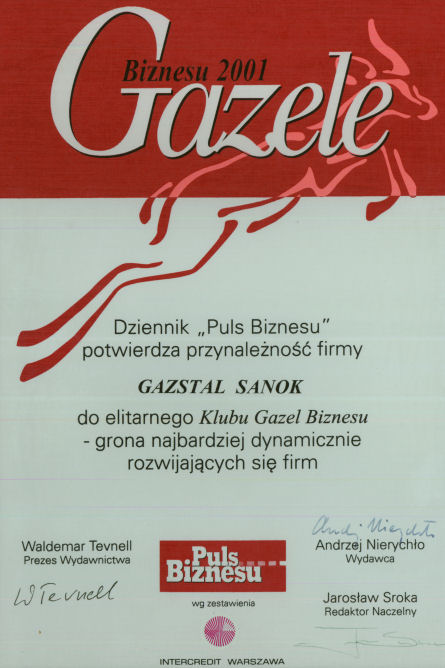 Gazele
Biznesu 2001
Dziennik „Puls Biznesu”
potwierdza przynależność firmy
GAZSTAL SANOK
do elitarnego Klubu Gazel Biznesu
- grona najbardziej dynamicznie
rozwijających się firm
Waldemar Tevnell
Prezes Wydawnictwa
WTevnell
Puls
Biznesu
wg zestawienia
INTERCREDIT WARSZAWA
Andrzej Nierychło
Wydawca
Jarosław Sroka
Redaktor Naczelny